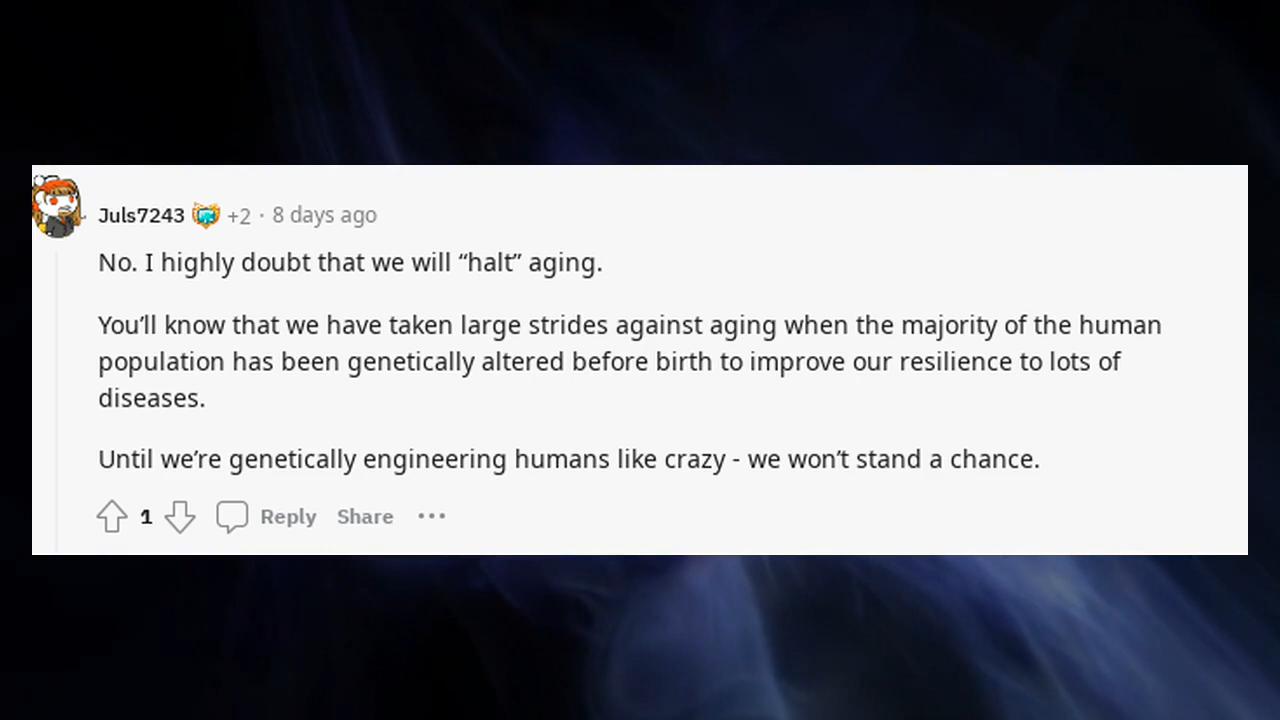 Juls7243 +2 · 8 days ago
No. I highly doubt that we will “halt” aging.
You’ll know that we have taken large strides against aging when the majority of the human
population has been genetically altered before birth to improve our resilience to lots of
diseases.
Until we’re genetically engineering humans like crazy - we won’t stand a chance.
1 Reply Share ···